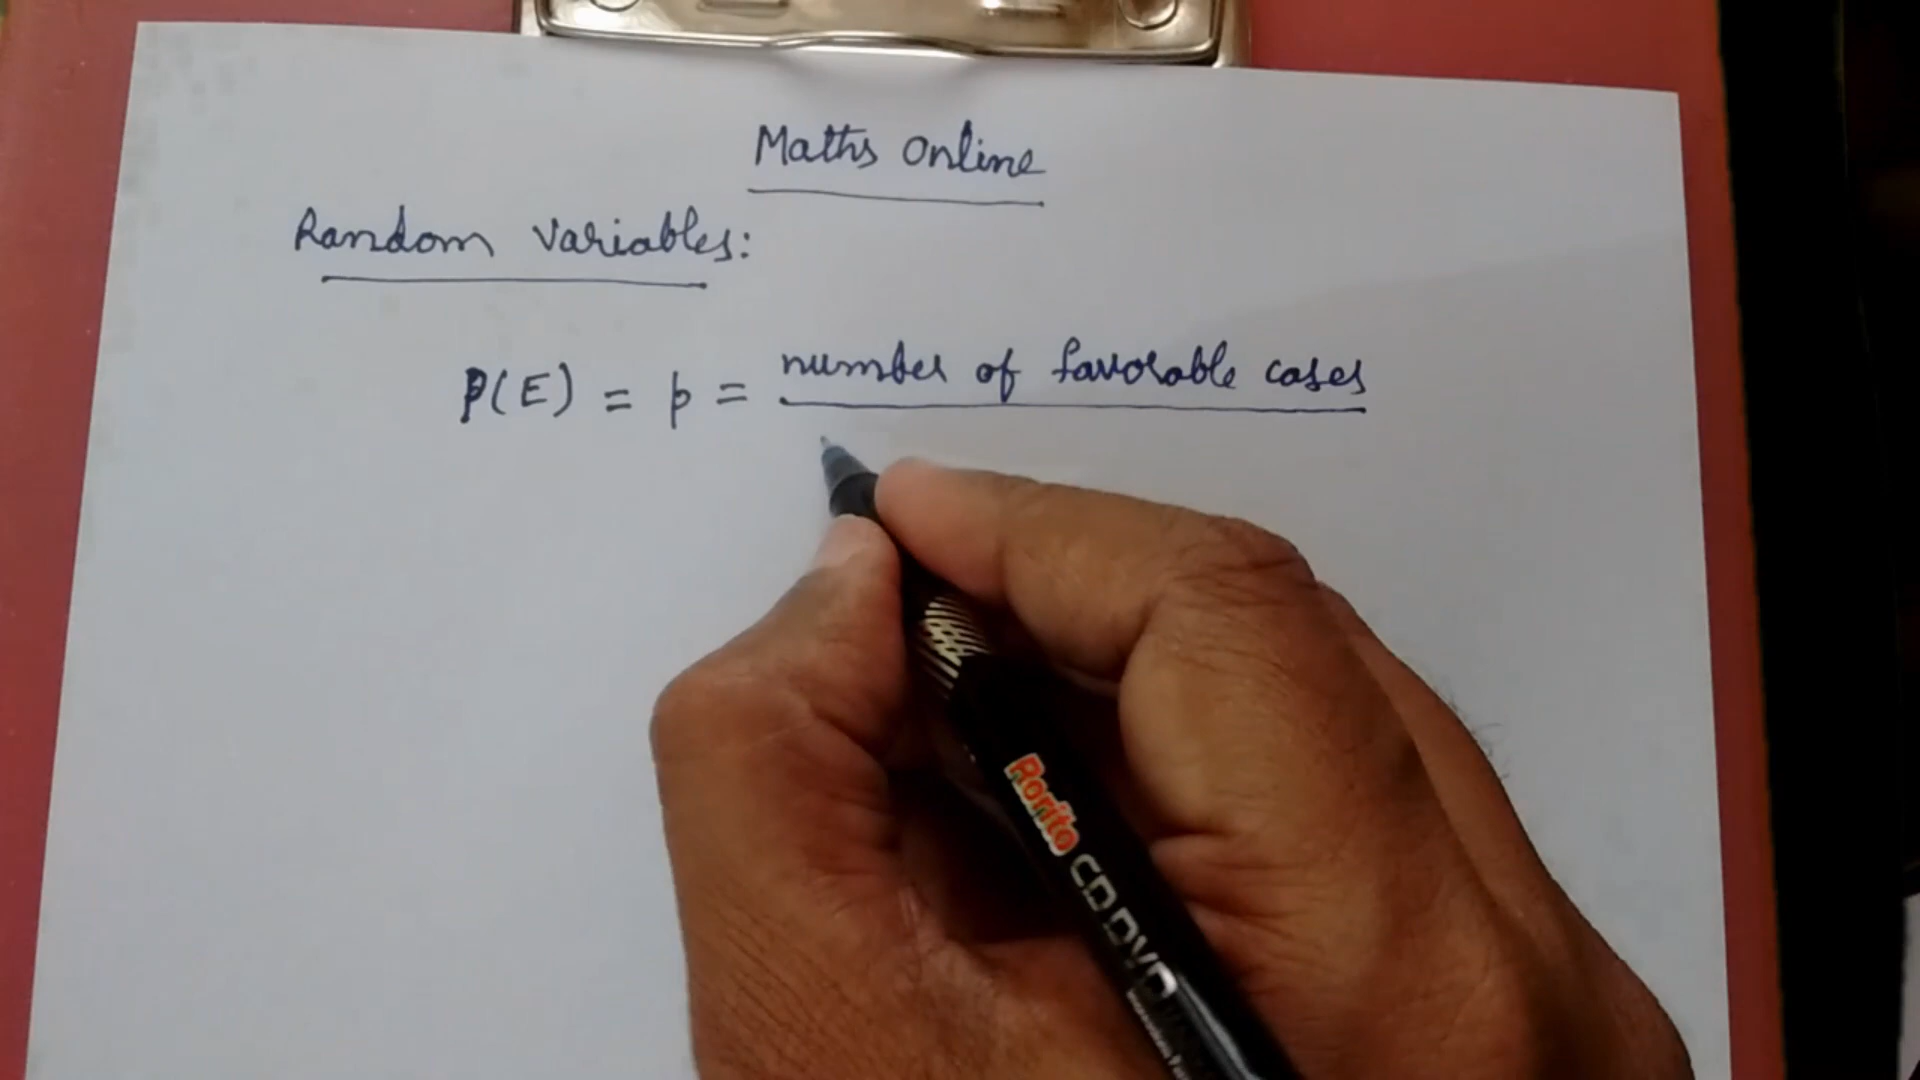 Maths Online
Random Variables:
P(E) = p = number of favorable cases
Rorito CD DVD